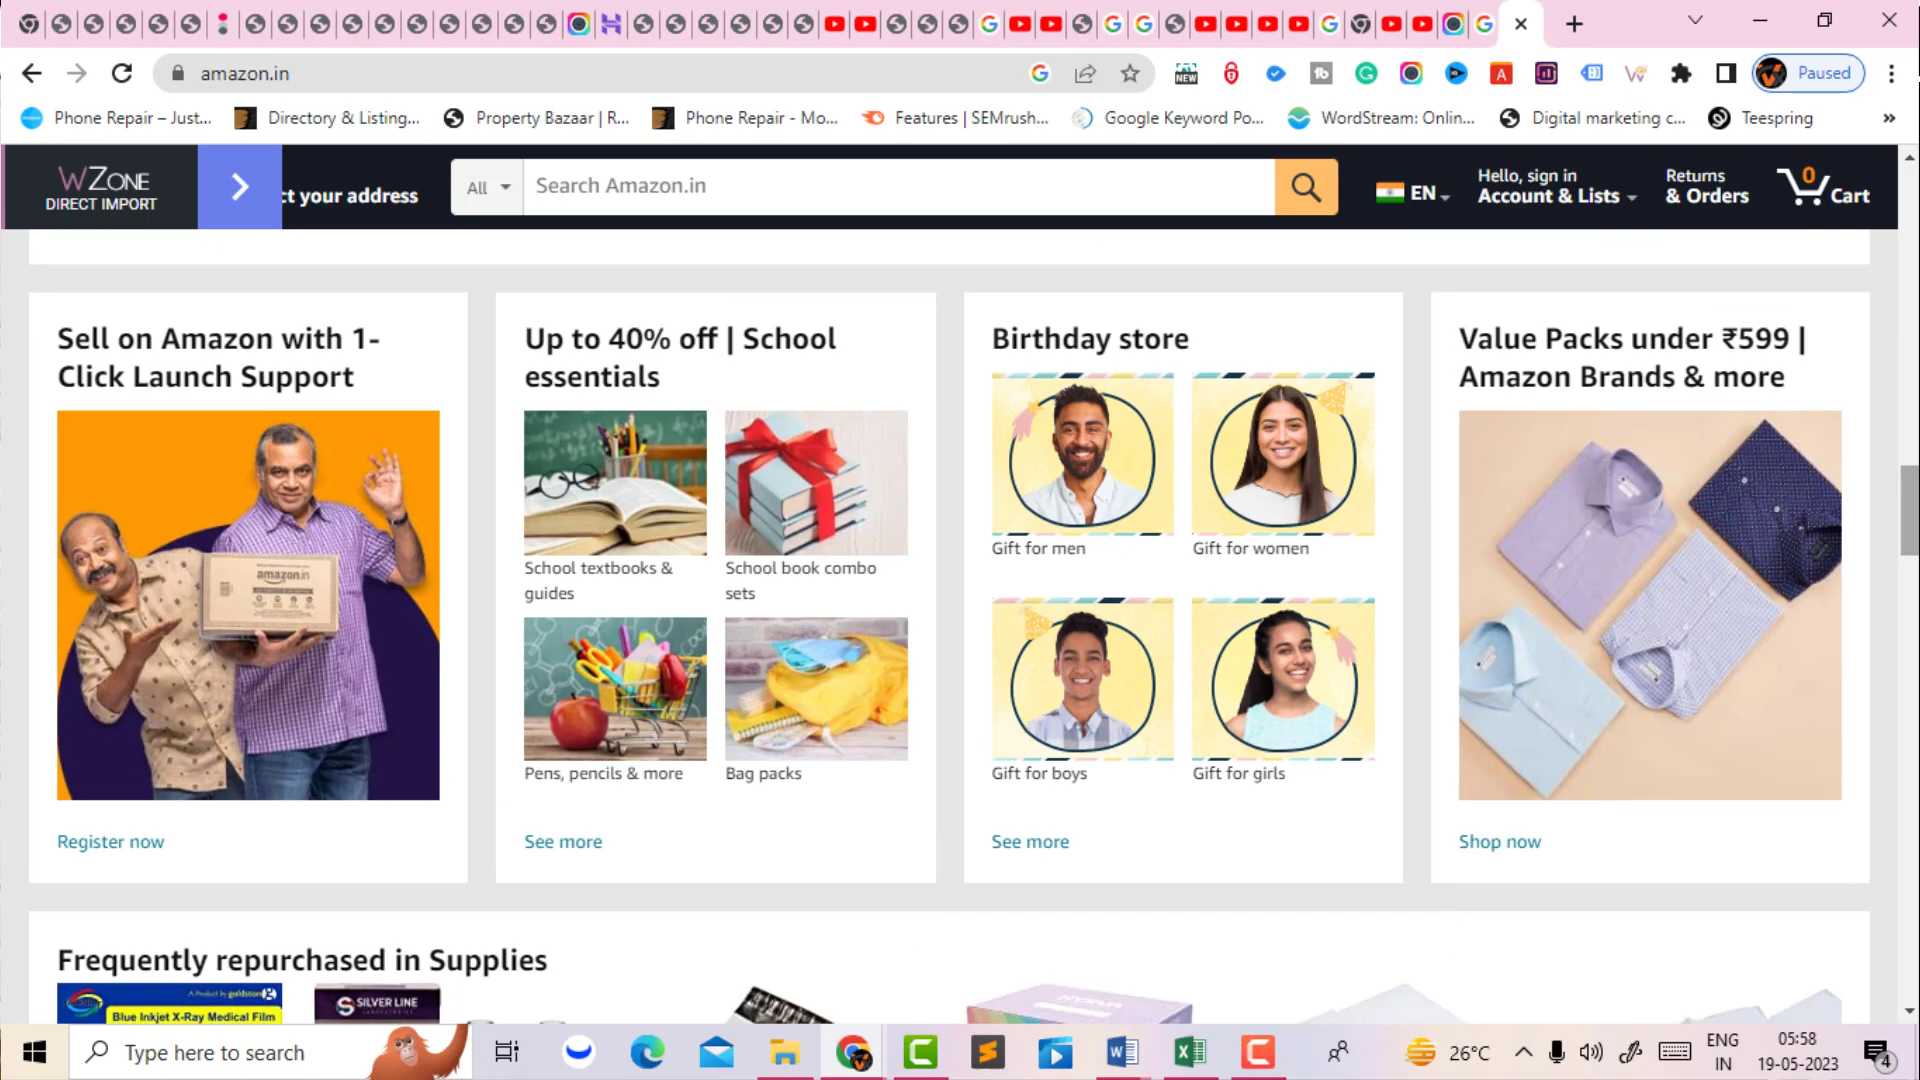 amazon.in
Paused
Phone Repair – Just...
Directory & Listing...
Property Bazaar | R...
Phone Repair - Mo...
Features | SEMrush...
Google Keyword Po...
WordStream: Onlin...
Digital marketing c...
Teespring
WZONE
DIRECT IMPORT
ct your address
All
Search Amazon.in
EN
Hello, sign in
Account & Lists
Returns
& Orders
0
Cart
Sell on Amazon with 1-
Click Launch Support
amazon.in
Register now
Up to 40% off | School
essentials
School textbooks &
guides
School book combo
sets
Pens, pencils & more
Bag packs
See more
Birthday store
Gift for men
Gift for women
Gift for boys
Gift for girls
See more
Value Packs under ₹599 |
Amazon Brands & more
Shop now
Frequently repurchased in Supplies
A Product by goldstone
Blue Inkjet X-Ray Medical Film
SILVER LINE
Type here to search
26°C
ENG
IN
05:58
19-05-2023
4